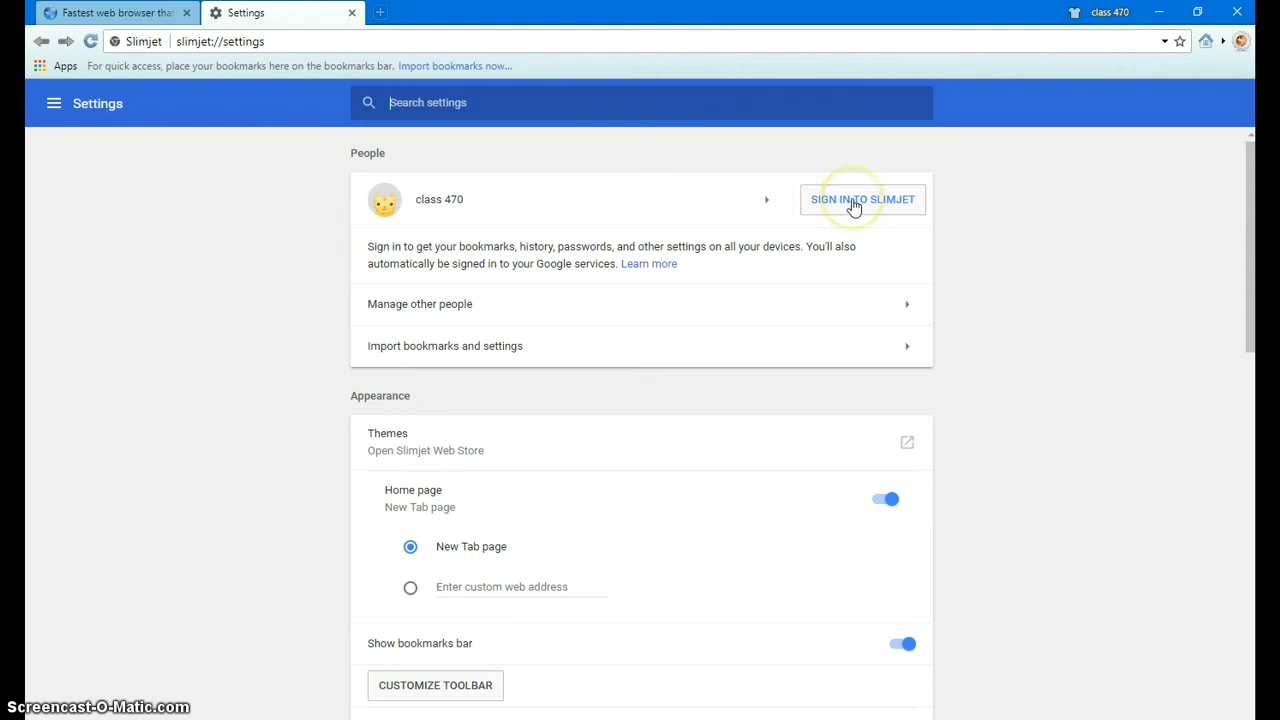 Fastest web browser that
Settings
class 470
Slimjet
slimjet://settings
Apps
For quick access, place your bookmarks here on the bookmarks bar. Import bookmarks now...
Settings
Search settings
People
class 470
SIGN IN TO SLIMJET
Sign in to get your bookmarks, history, passwords, and other settings on all your devices. You'll also
automatically be signed in to your Google services. Learn more
Manage other people
Import bookmarks and settings
Appearance
Themes
Open Slimjet Web Store
Home page
New Tab page
New Tab page
Enter custom web address
Show bookmarks bar
CUSTOMIZE TOOLBAR
Screencast-O-Matic.com